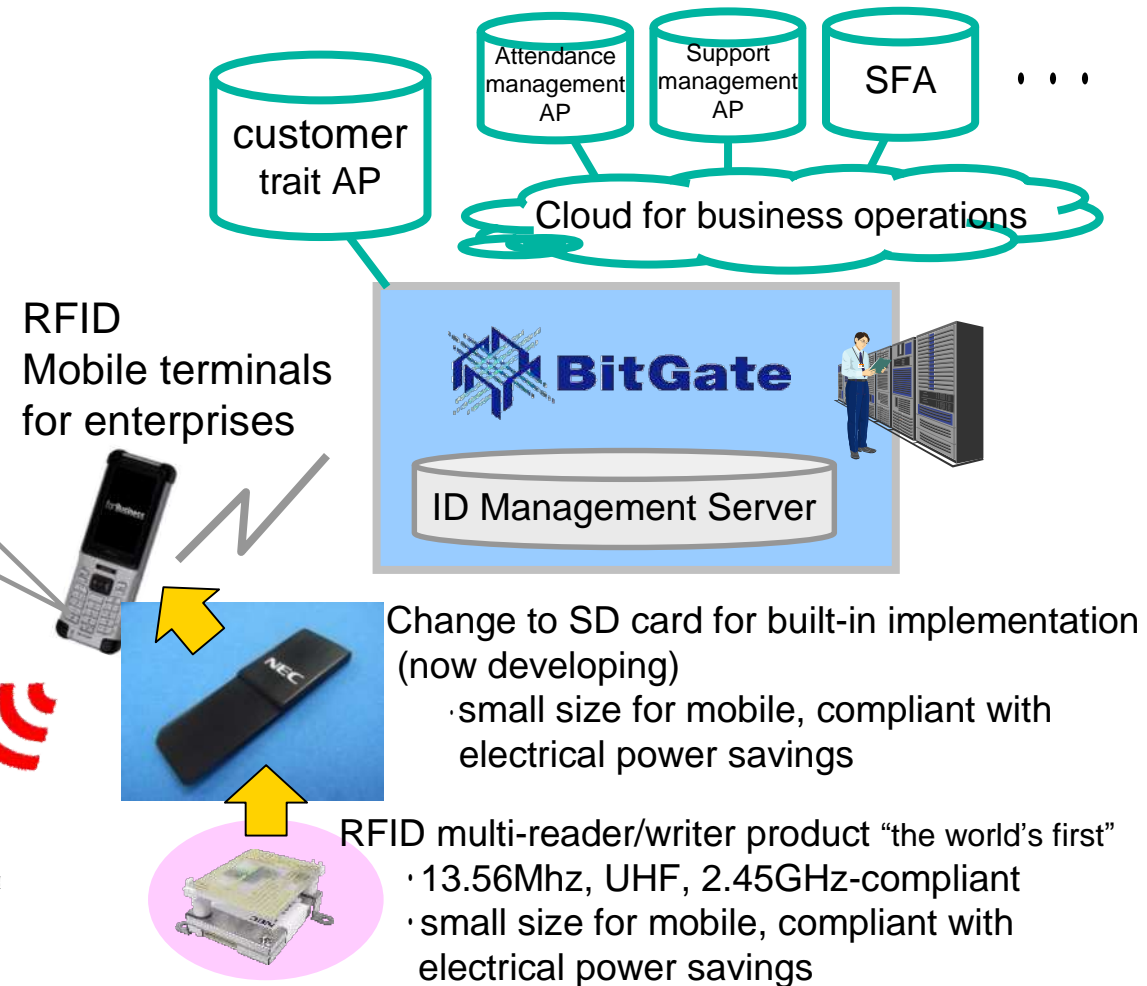 Attendance
management
AP
Support
management
AP
SFA
・・・
customer
trait AP
Cloud for business operations
RFID
Mobile terminals
for enterprises
BitGate
ID Management Server
for Business
NEC
Change to SD card for built-in implementation
(now developing)
・small size for mobile, compliant with
electrical power savings
RFID multi-reader/writer product “the world’s first”
・13.56Mhz, UHF, 2.45GHz-compliant
・small size for mobile, compliant with
electrical power savings
NEC